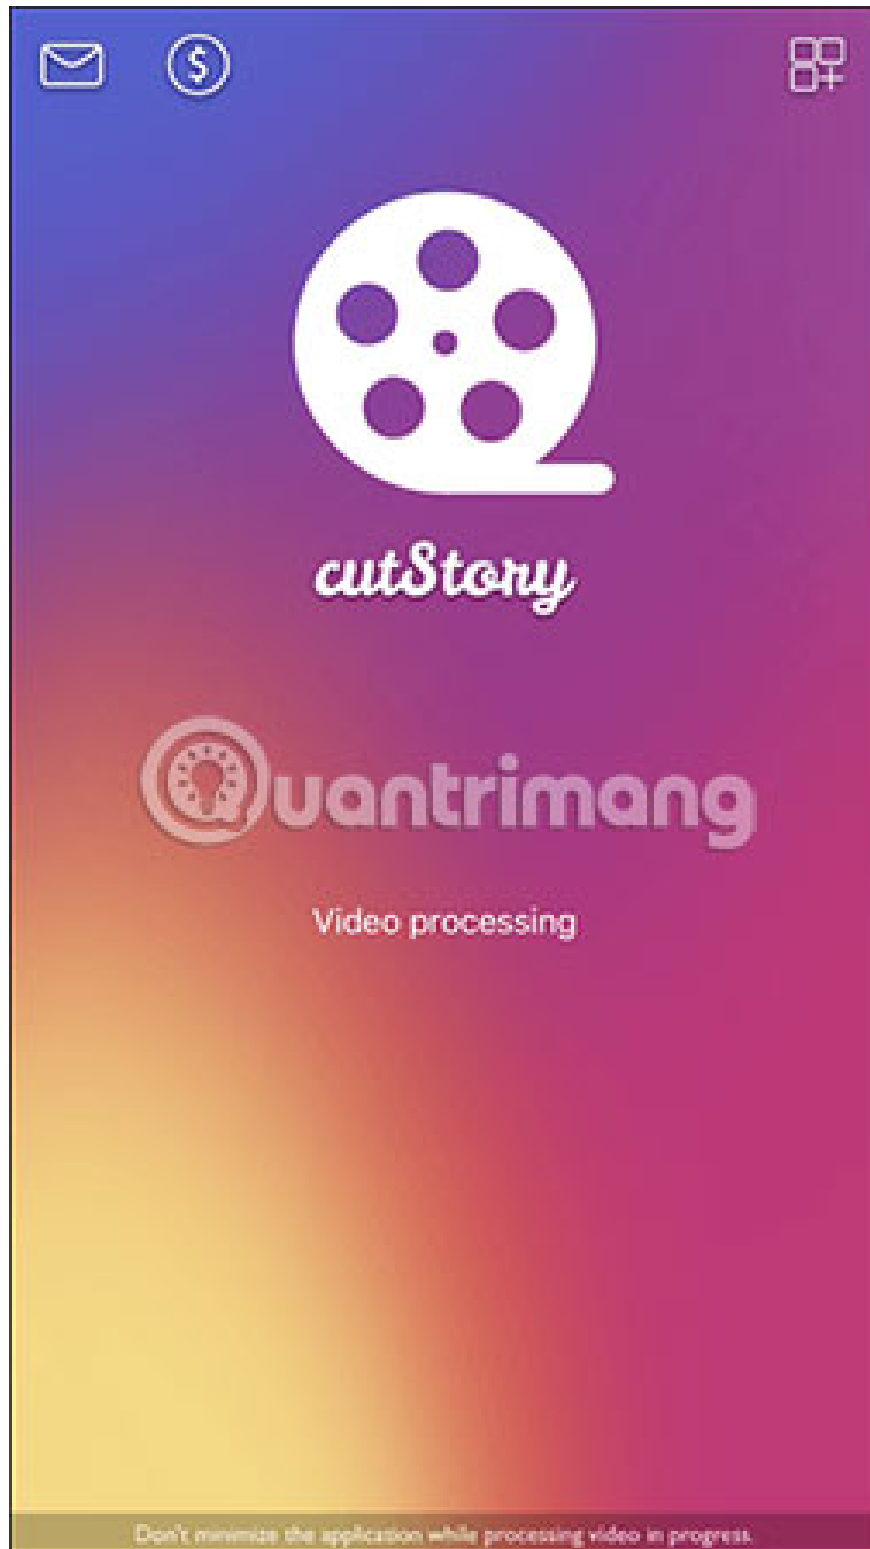 cutStory
Quantrimang
Video processing
Don't minimize the application while processing video in progress.